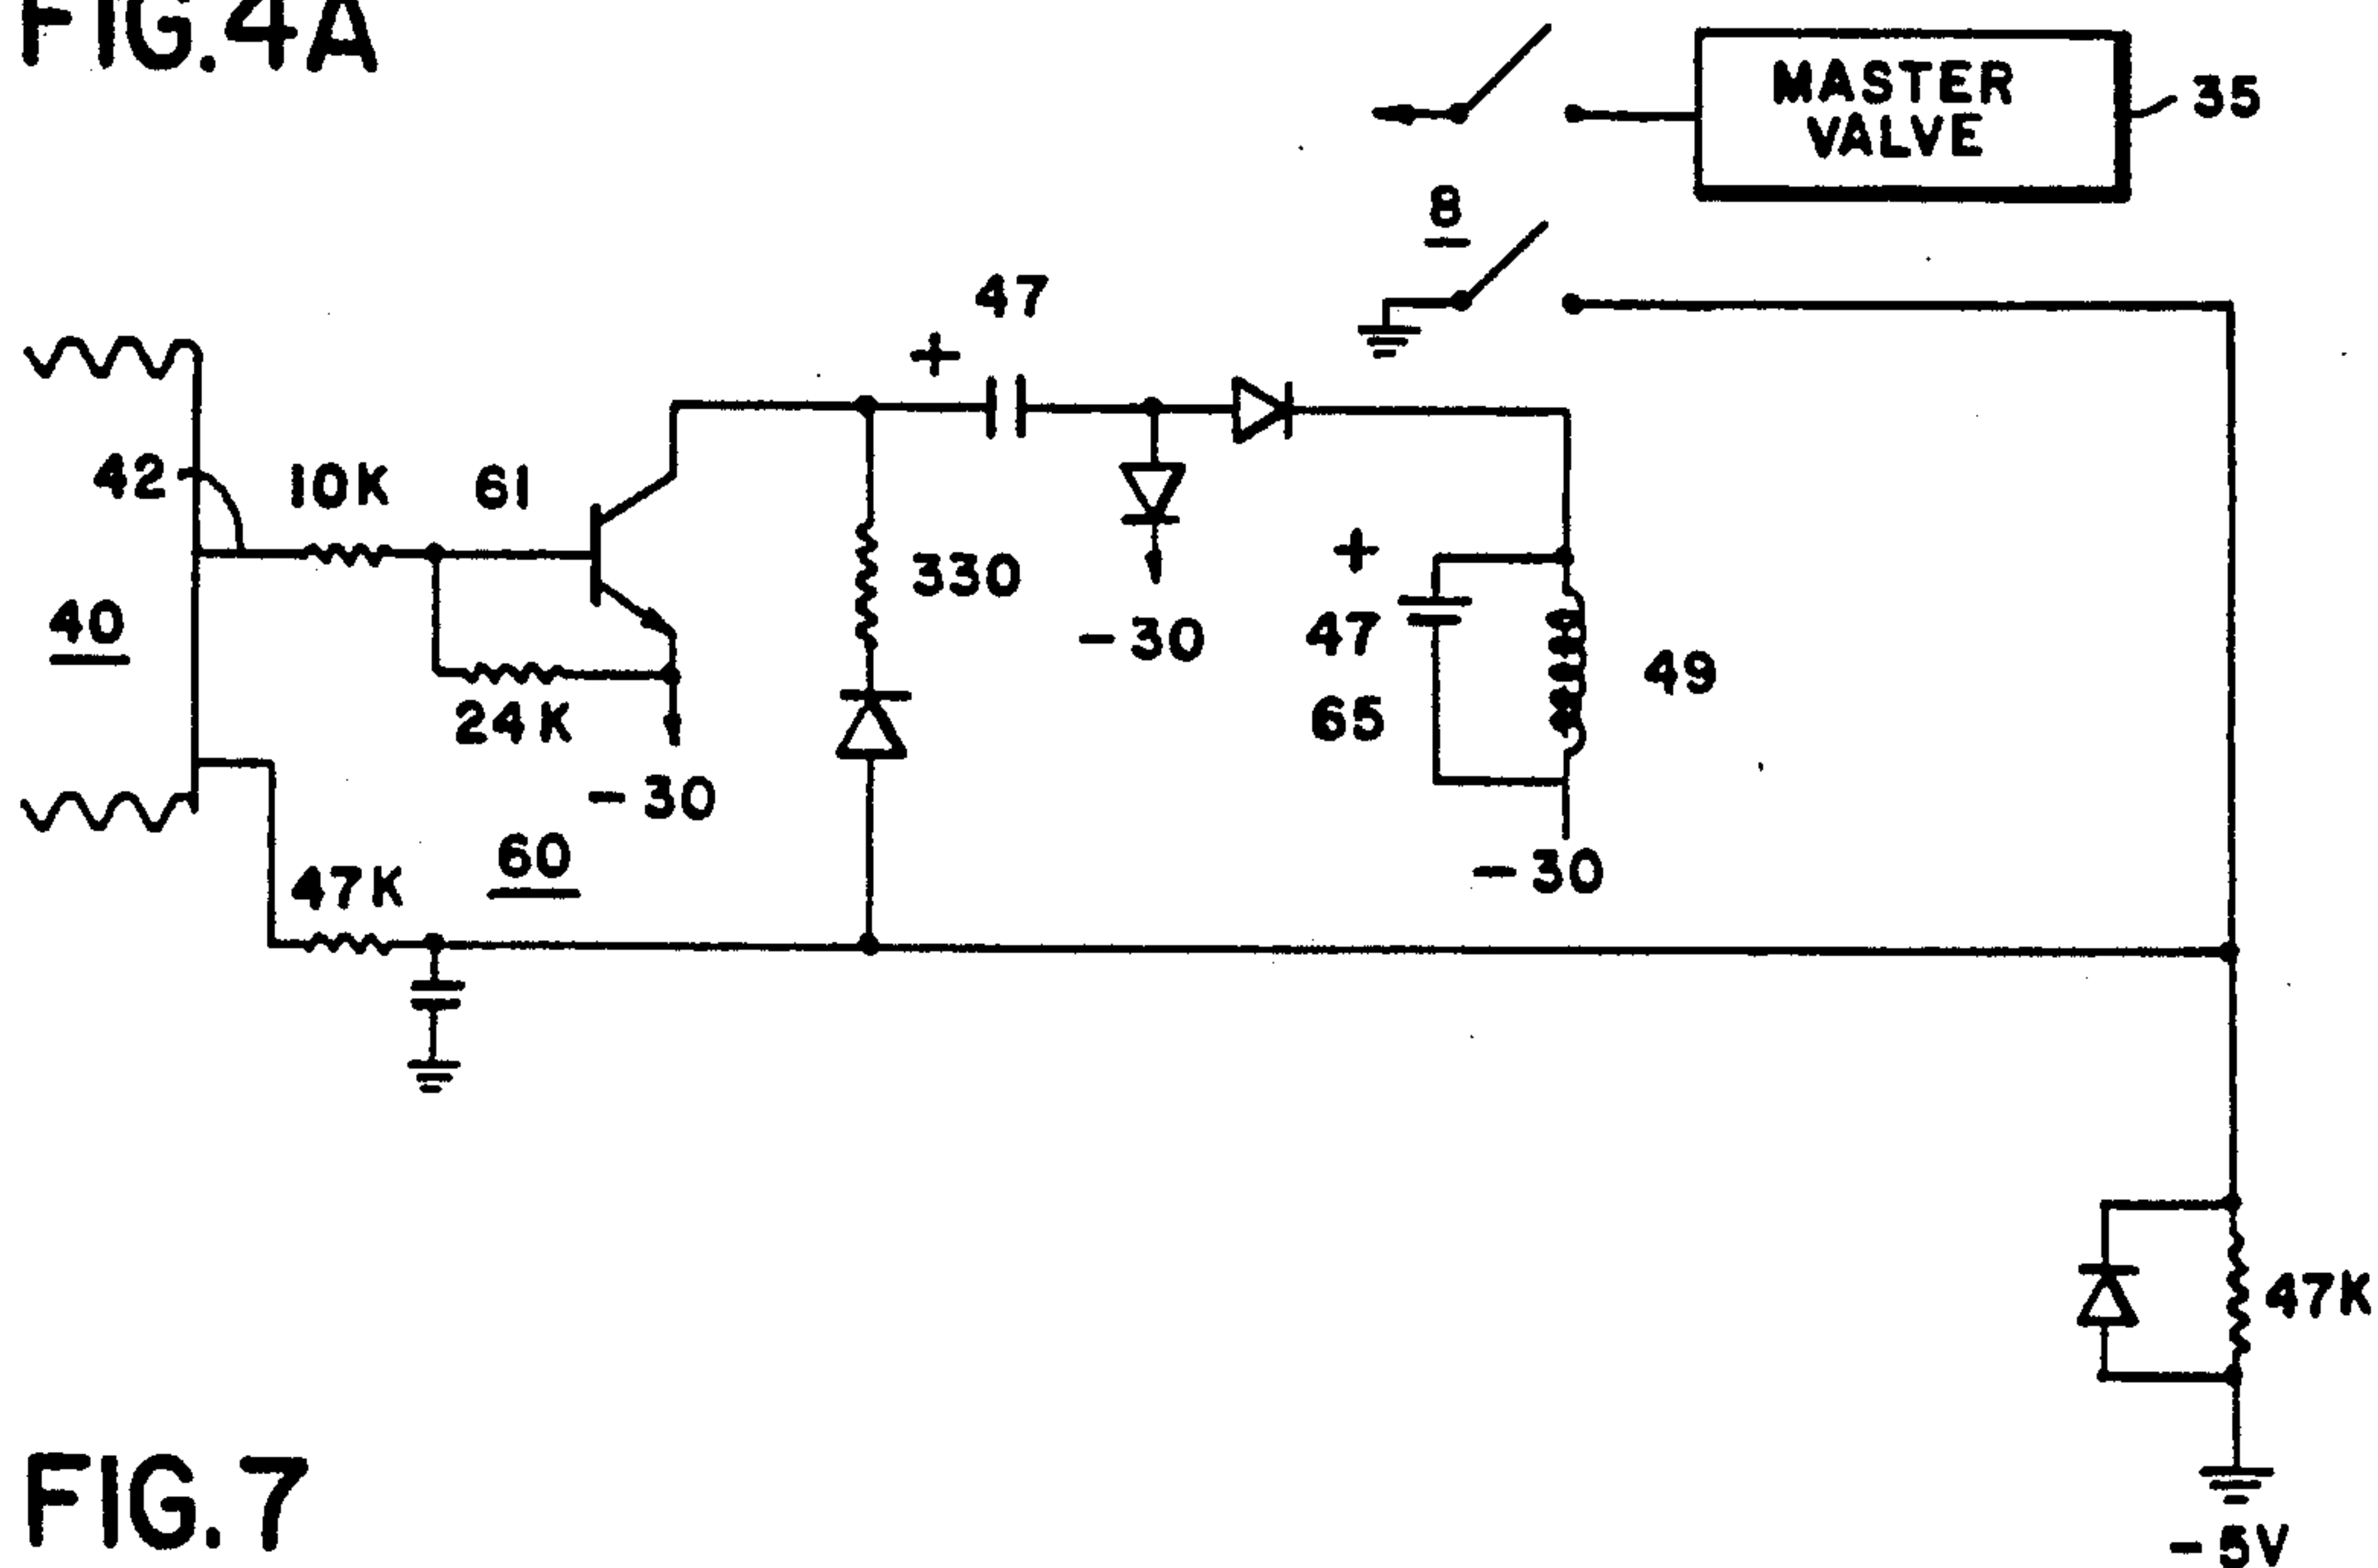 FIG.4A
MASTER
VALVE
35
8
47
+
42
10K
61
330
+
40
-30
47
49
24K
65
-30
60
-30
47K
47K
FIG.7
-5V